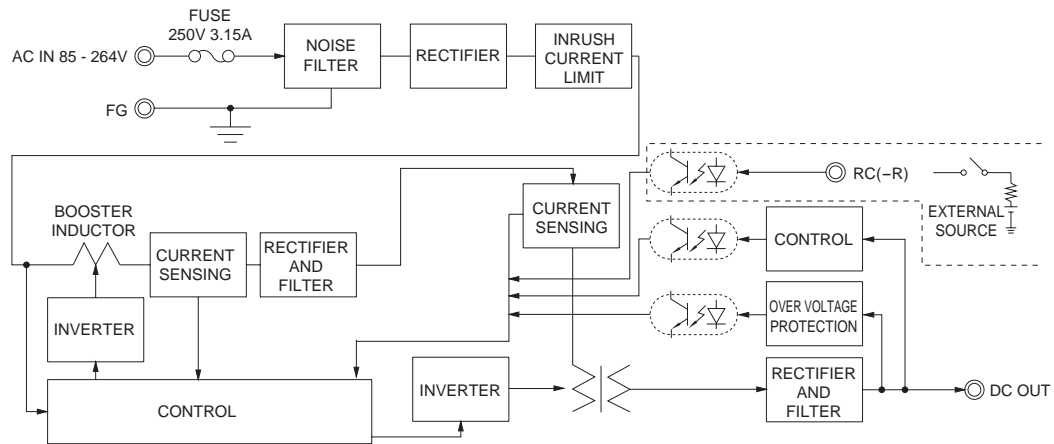 FUSE
250V 3.15A
AC IN 85 - 264V
NOISE
FILTER
RECTIFIER
INRUSH
CURRENT
LIMIT
FG
RC(−R)
EXTERNAL
SOURCE
BOOSTER
INDUCTOR
CURRENT
SENSING
RECTIFIER
AND
FILTER
CURRENT
SENSING
CONTROL
INVERTER
OVER VOLTAGE
PROTECTION
CONTROL
INVERTER
RECTIFIER
AND
FILTER
DC OUT